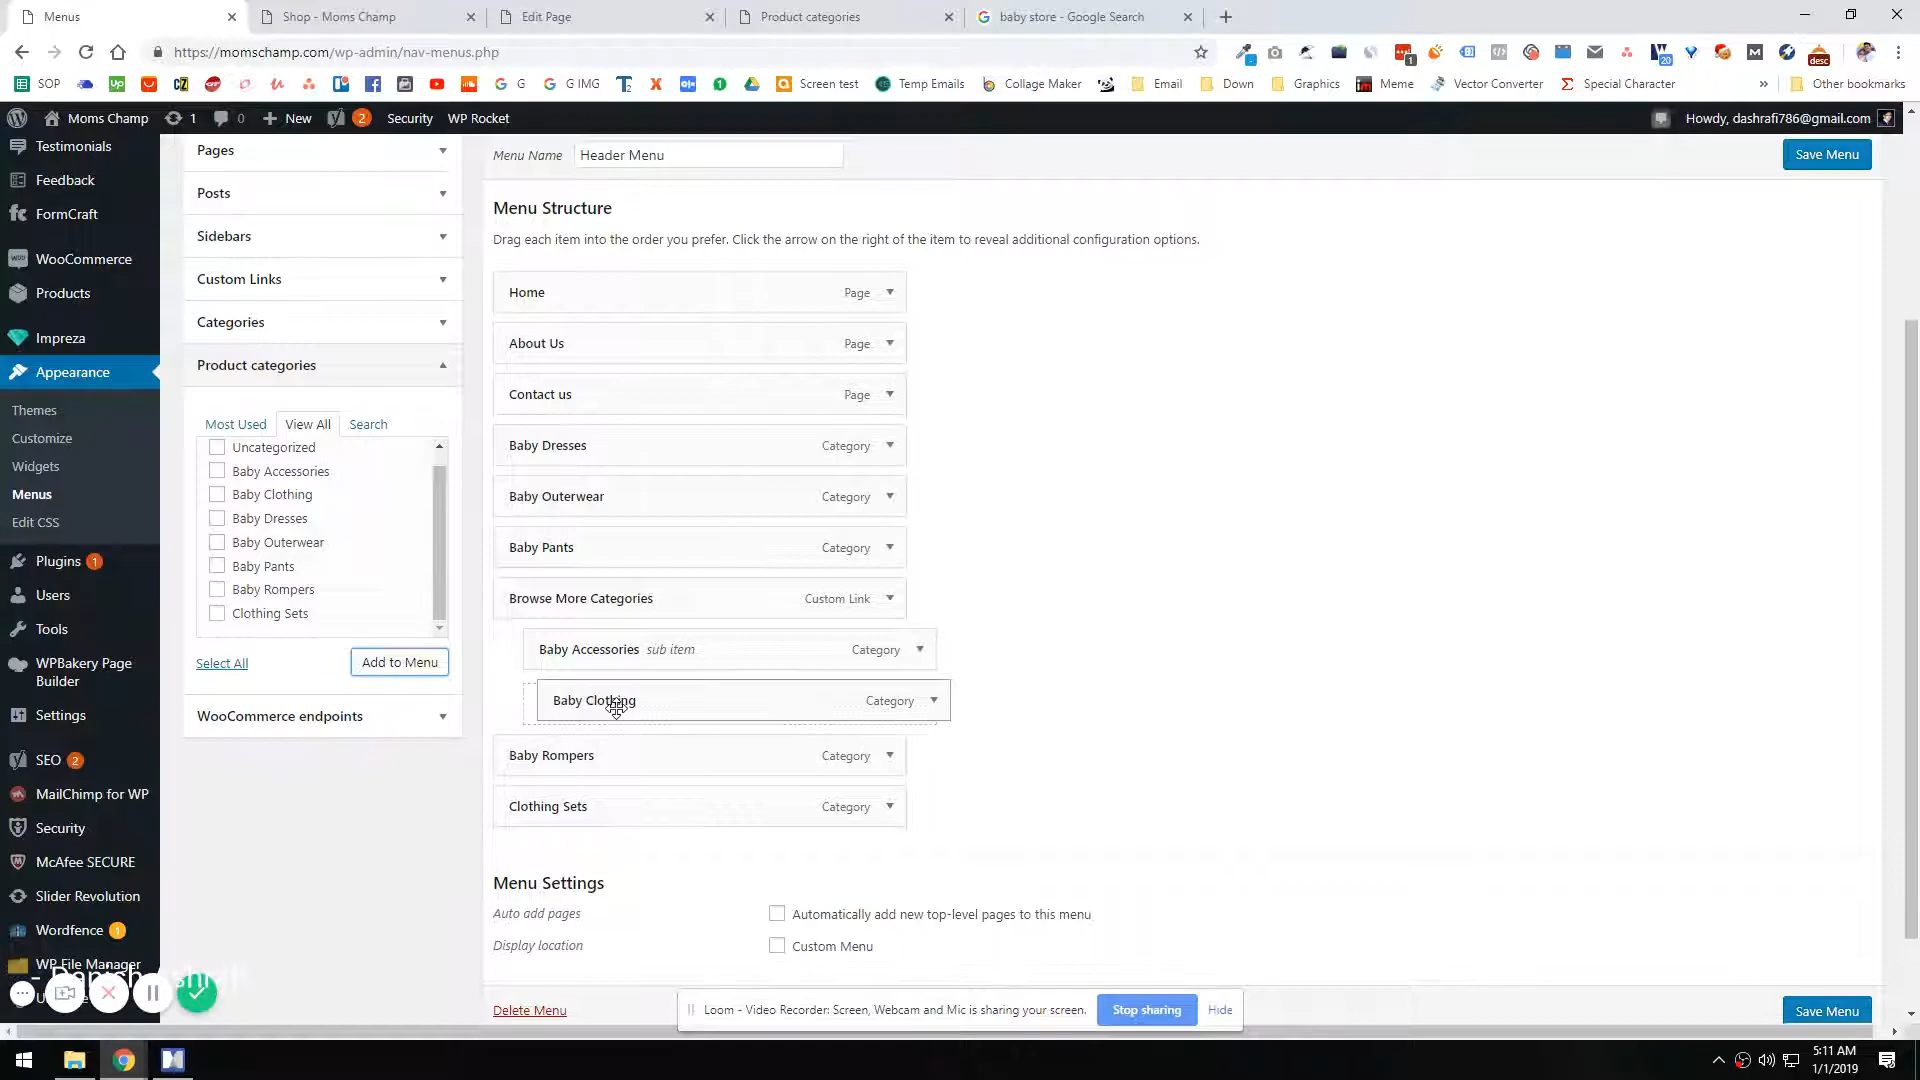 Menus
Shop - Moms Champ
Edit Page
Product categories
baby store - Google Search
https://momschamp.com/wp-admin/nav-menus.php
SOP
G
G IMG
Screen test
Temp Emails
Collage Maker
Email
Down
Graphics
Meme
Vector Converter
Special Character
Other bookmarks
Moms Champ
1
0
New
2
Security
WP Rocket
Howdy, dashrafi786@gmail.com
Testimonials
Feedback
FormCraft
WooCommerce
Products
Impreza
Appearance
Themes
Customize
Widgets
Menus
Edit CSS
Plugins 1
Users
Tools
WPBakery Page
Builder
Settings
SEO 2
MailChimp for WP
Security
McAfee SECURE
Slider Revolution
Wordfence 1
WP File Manager
Pages
Posts
Sidebars
Custom Links
Categories
Product categories
Most Used
View All
Search
Uncategorized
Baby Accessories
Baby Clothing
Baby Dresses
Baby Outerwear
Baby Pants
Baby Rompers
Clothing Sets
Select All
Add to Menu
WooCommerce endpoints
Menu Name
Header Menu
Save Menu
Menu Structure
Drag each item into the order you prefer. Click the arrow on the right of the item to reveal additional configuration options.
Home Page
About Us Page
Contact us Page
Baby Dresses Category
Baby Outerwear Category
Baby Pants Category
Browse More Categories Custom Link
Baby Accessories sub item Category
Baby Clothing Category
Baby Rompers Category
Clothing Sets Category
Menu Settings
Auto add pages
Automatically add new top-level pages to this menu
Display location
Custom Menu
Delete Menu
Save Menu
Loom - Video Recorder: Screen, Webcam and Mic is sharing your screen.
Stop sharing
Hide
5:11 AM
1/1/2019